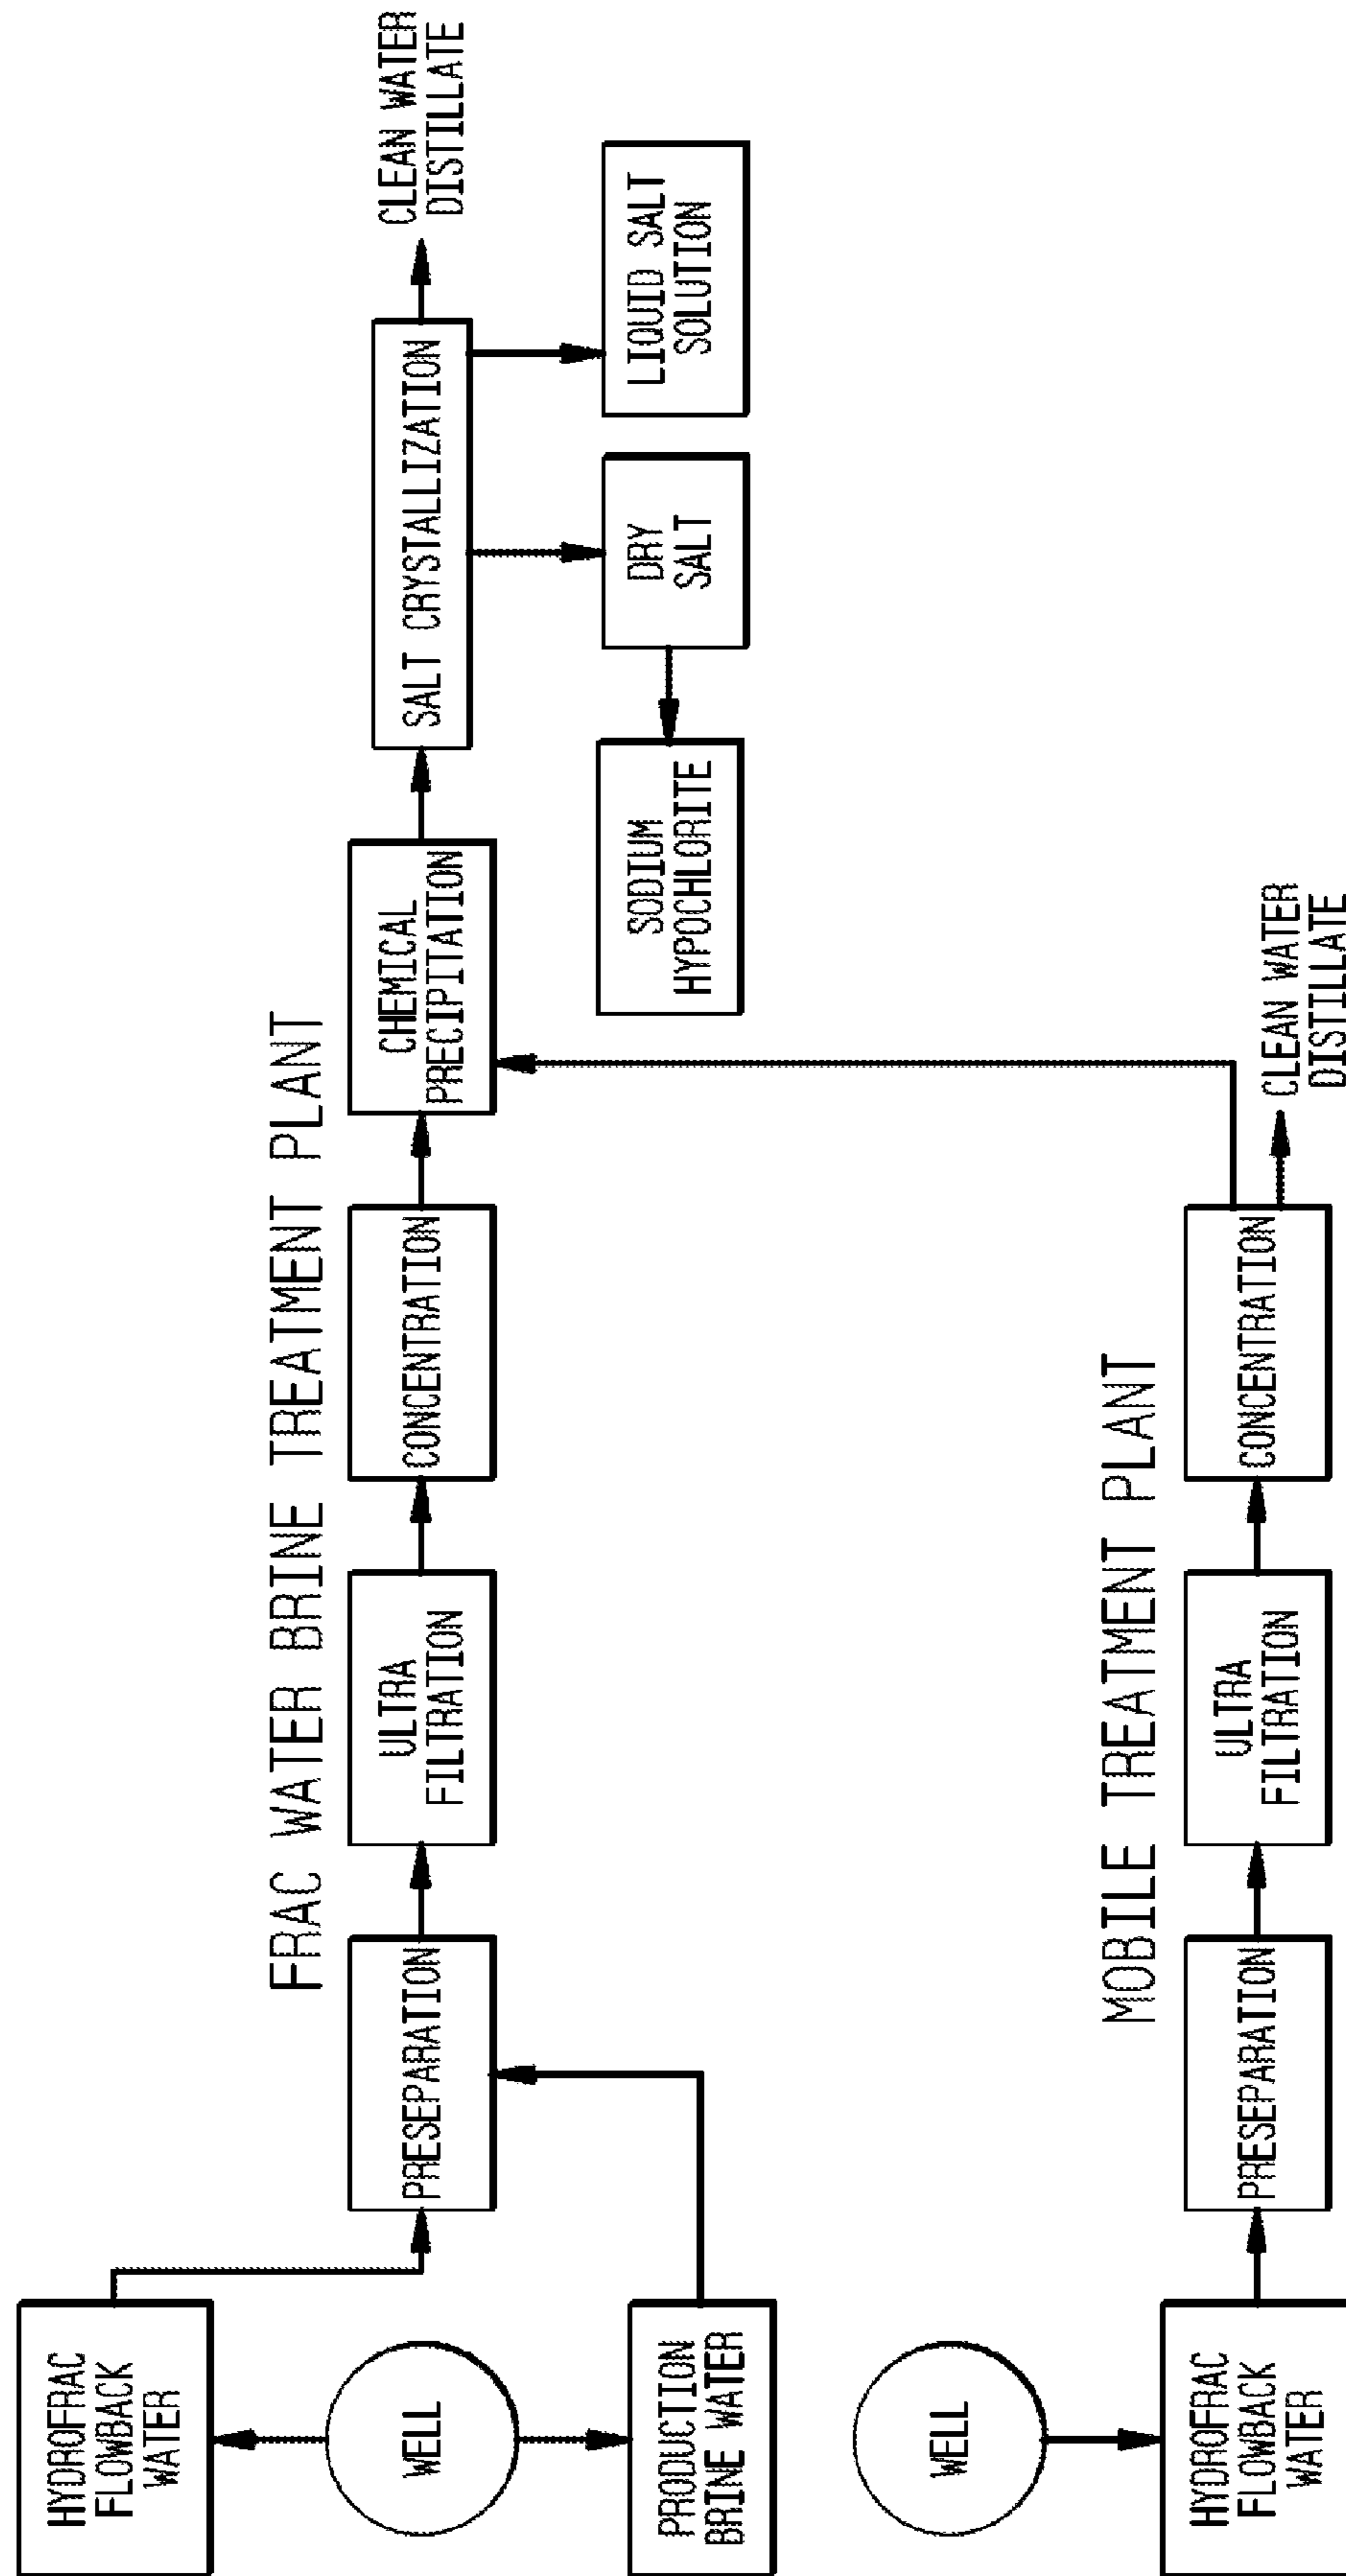 HYDROFRAC
FLOWBACK
WATER
WELL
PRODUCTION
BRINE WATER
FRAC WATER BRINE TREATMENT PLANT
PRESEPARATION
ULTRA
FILTRATION
CONCENTRATION
CHEMICAL
PRECIPITATION
SALT CRYSTALLIZATION
CLEAN WATER
DISTILLATE
SODIUM
HYPOCHLORITE
DRY
SALT
LIQUID SALT
SOLUTION
WELL
HYDROFRAC
FLOWBACK
WATER
MOBILE TREATMENT PLANT
PRESEPARATION
ULTRA
FILTRATION
CONCENTRATION
CLEAN WATER
DISTILLATE